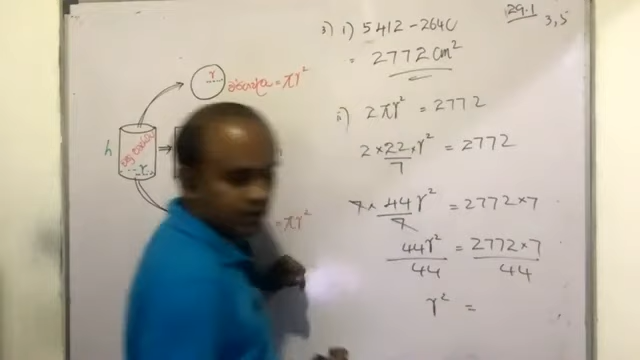 29.1
3, 5
3) i) 5412 - 2640
= 2772 cm²
ii) 2πr² = 2772
2 × 22/7 × r² = 2772
7 × 44/7 r² = 2772 × 7
44r²/44 = 2772 × 7/44
r² =
r
= πr²
h
r
= πr²